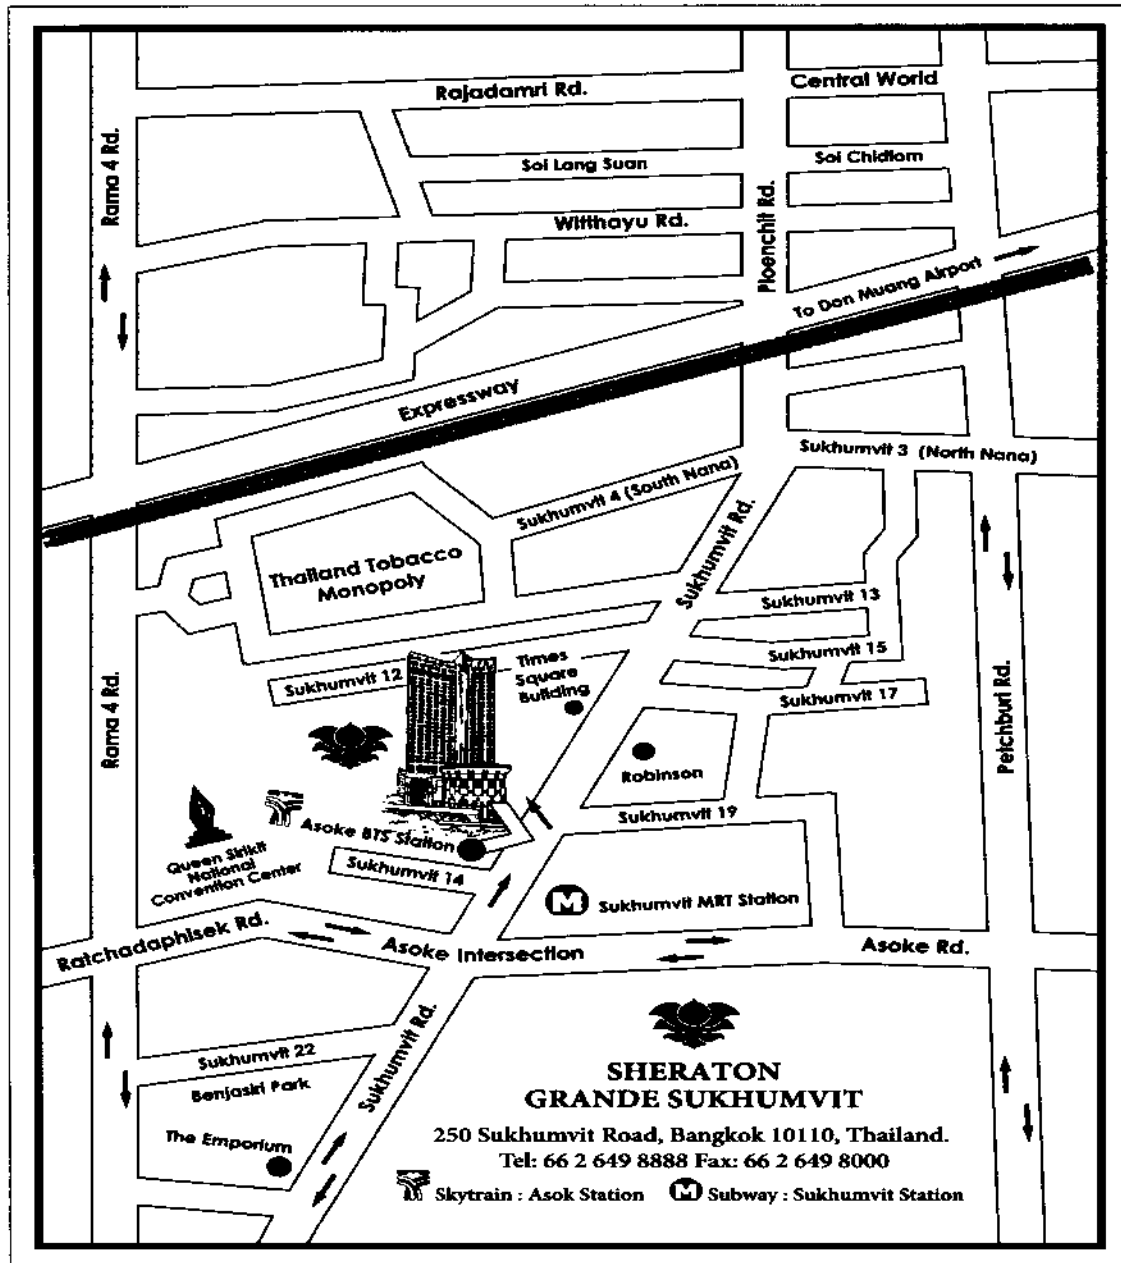 Rajadamri Rd.
Central World
Rama 4 Rd.
Soi Lang Suan
Soi Chidlom
Witthayu Rd.
Ploenchit Rd.
To Don Muang Airport
Expressway
Sukhumvit 3 (North Nana)
Sukhumvit 4 (South Nana)
Sukhumvit Rd.
Thailand Tobacco
Monopoly
Sukhumvit 13
Sukhumvit 15
Sukhumvit 17
Sukhumvit 12
Times
Square
Building
Rama 4 Rd.
Petchburi Rd.
Robinson
Sukhumvit 19
Asoke BTS Station
Queen Sirikit
National
Convention Center
Sukhumvit 14
M
Sukhumvit MRT Station
Ratchadaphisek Rd.
Asoke Intersection
Asoke Rd.
Sukhumvit 22
Benjasiri Park
Sukhumvit Rd.
The Emporium
SHERATON
GRANDE SUKHUMVIT
250 Sukhumvit Road, Bangkok 10110, Thailand.
Tel: 66 2 649 8888 Fax: 66 2 649 8000
Skytrain : Asok Station M Subway : Sukhumvit Station